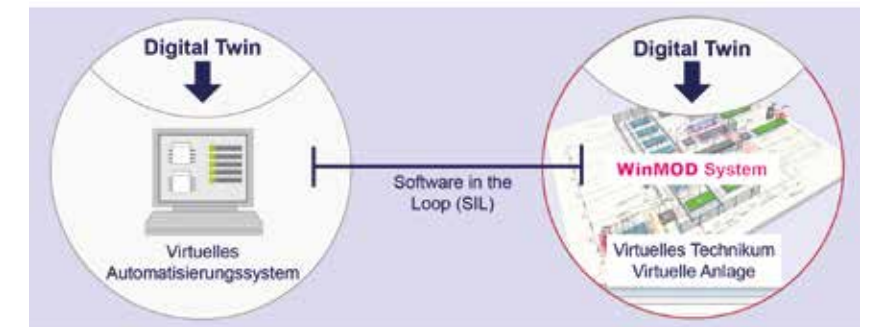 Digital Twin
Virtuelles
Automatisierungssystem
Software in the
Loop (SIL)
Digital Twin
WinMOD System
Virtuelles Technikum
Virtuelle Anlage